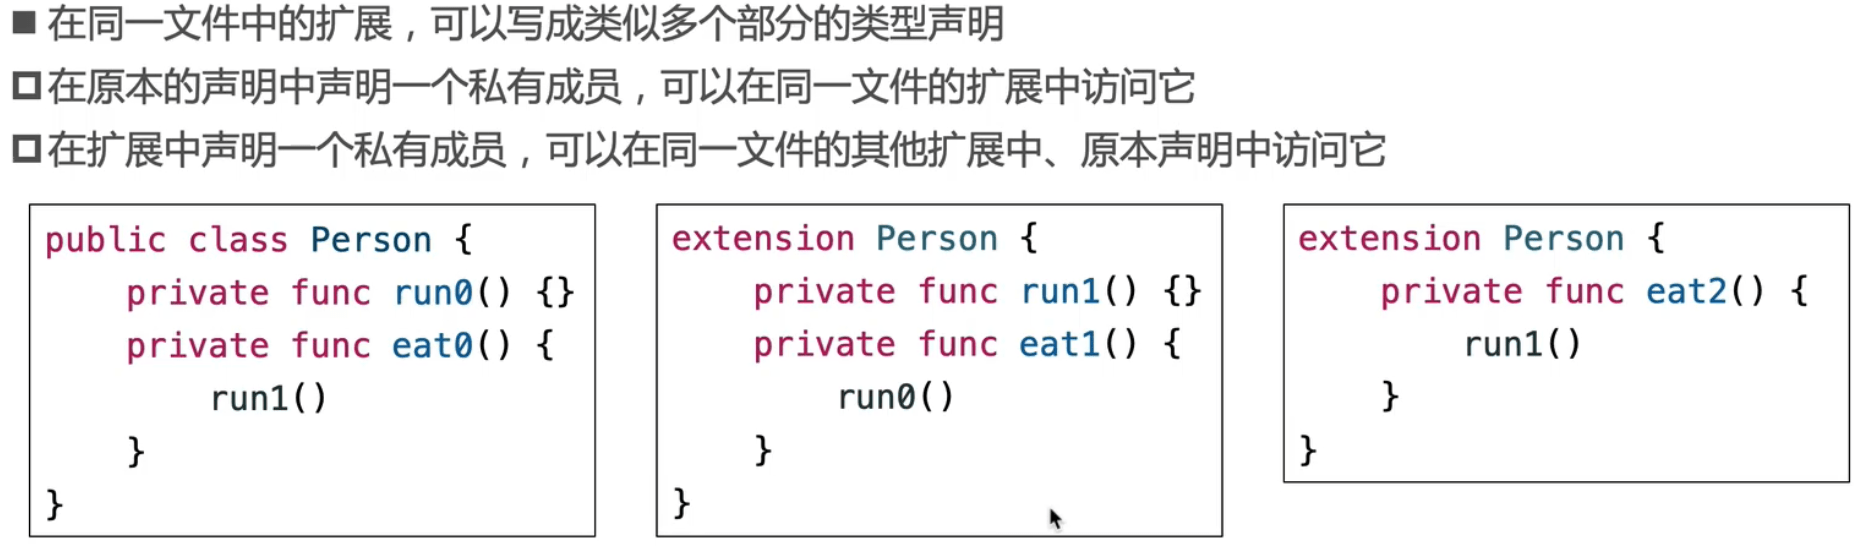 ■ 在同一文件中的扩展，可以写成类似多个部分的类型声明
□ 在原本的声明中声明一个私有成员，可以在同一文件的扩展中访问它
□ 在扩展中声明一个私有成员，可以在同一文件的其他扩展中、原本声明中访问它
public class Person {
    private func run0() {}
    private func eat0() {
        run1()
    }
}
extension Person {
    private func run1() {}
    private func eat1() {
        run0()
    }
}
extension Person {
    private func eat2() {
        run1()
    }
}